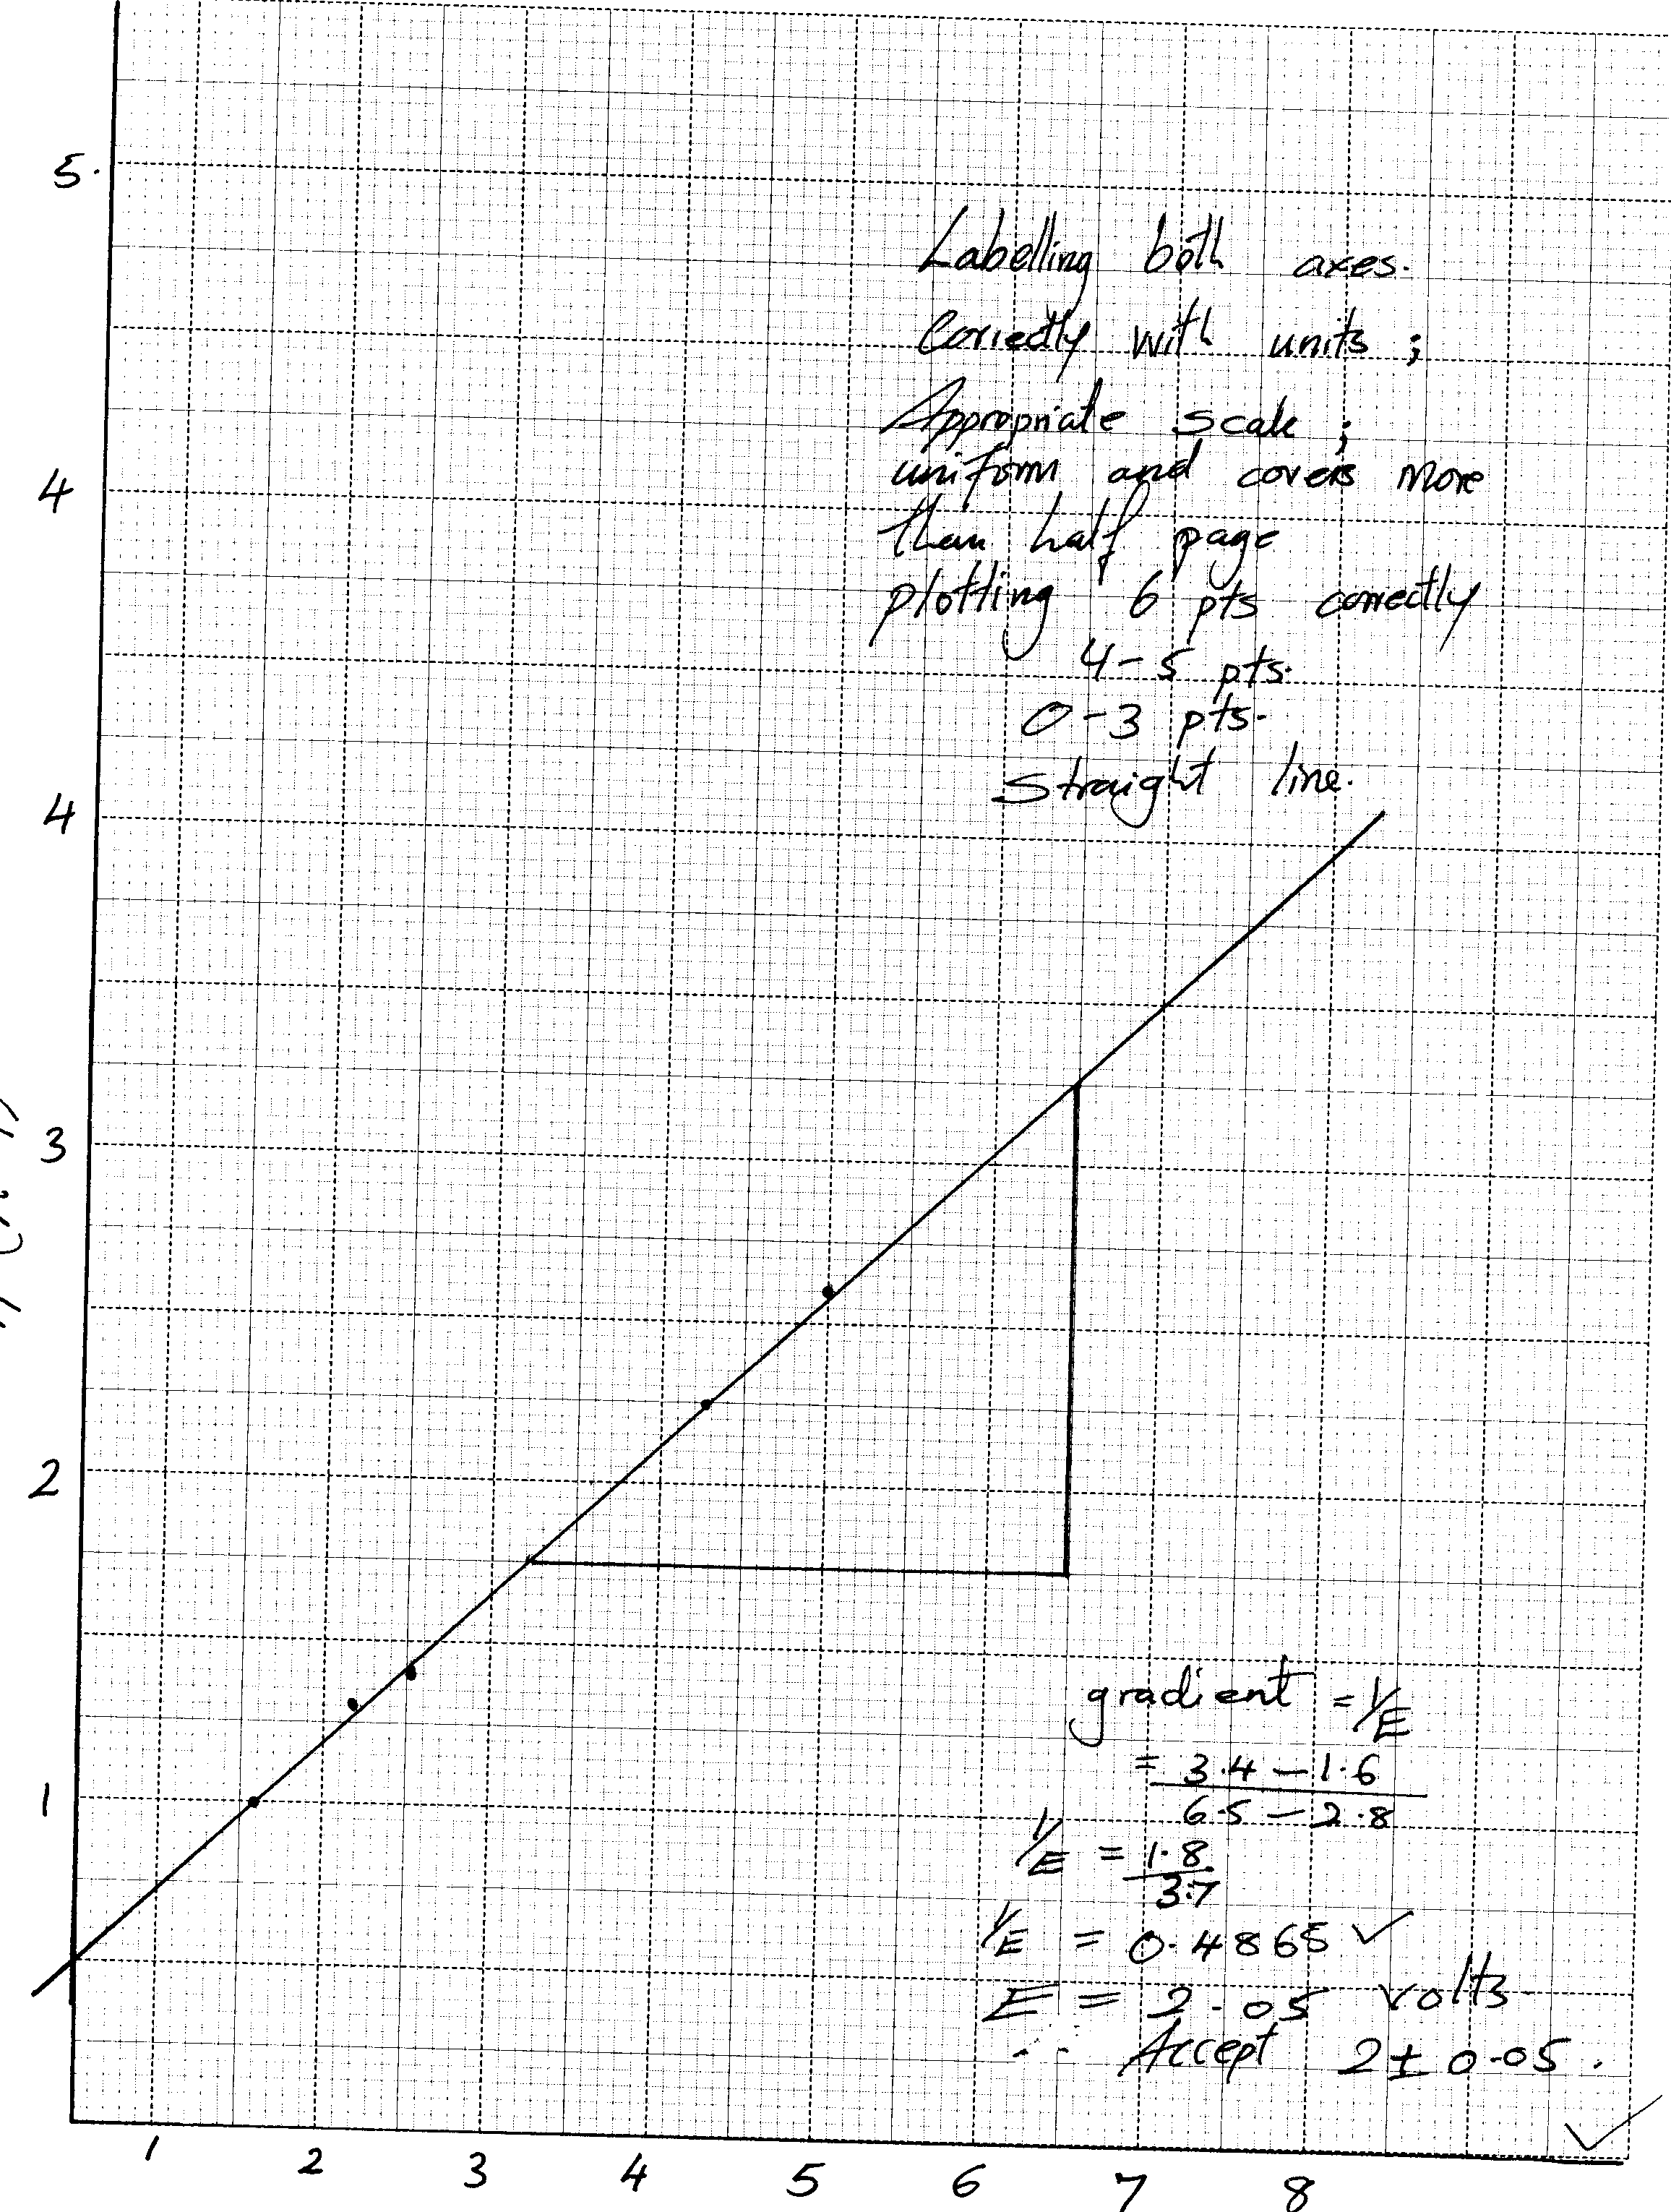 5.
Labelling both axes.
Correctly with units ;
Appropriate scale ;
uniform and covers more
than half page
plotting 6 pts correctly
4-5 pts.
0-3 pts.
straight line.
4
4
3
2
1
gradient = 1/E
= 3.4 - 1.6
6.5 - 2.8
1/E = 1.8
3.7
1/E = 0.4865 ✓
E = 2.05 volts
Accept 2 ± 0.05 .
1 2 3 4 5 6 7 8